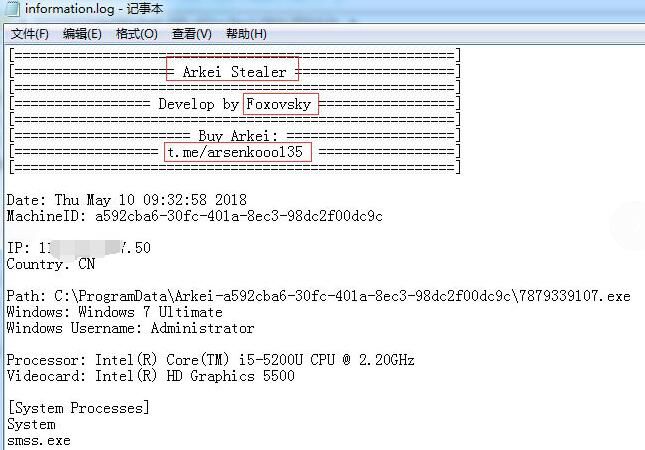 information.log - 记事本
文件(F) 编辑(E) 格式(O) 查看(V) 帮助(H)
[==================================================]
[================== Arkei Stealer ==================]
[==================================================]
[=============== Develop by Foxovsky ===============]
[==================================================]
[==================== Buy Arkei: ===================]
[================= t.me/arsenkooo135 ================]
[==================================================]
Date: Thu May 10 09:32:58 2018
MachineID: a592cba6-30fc-401a-8ec3-98dc2f00dc9c
IP: 11 7.50
Country. CN
Path: C:\ProgramData\Arkei-a592cba6-30fc-401a-8ec3-98dc2f00dc9c\7879339107.exe
Windows: Windows 7 Ultimate
Windows Username: Administrator
Processor: Intel(R) Core(TM) i5-5200U CPU @ 2.20GHz
Videocard: Intel(R) HD Graphics 5500
[System Processes]
System
smss.exe